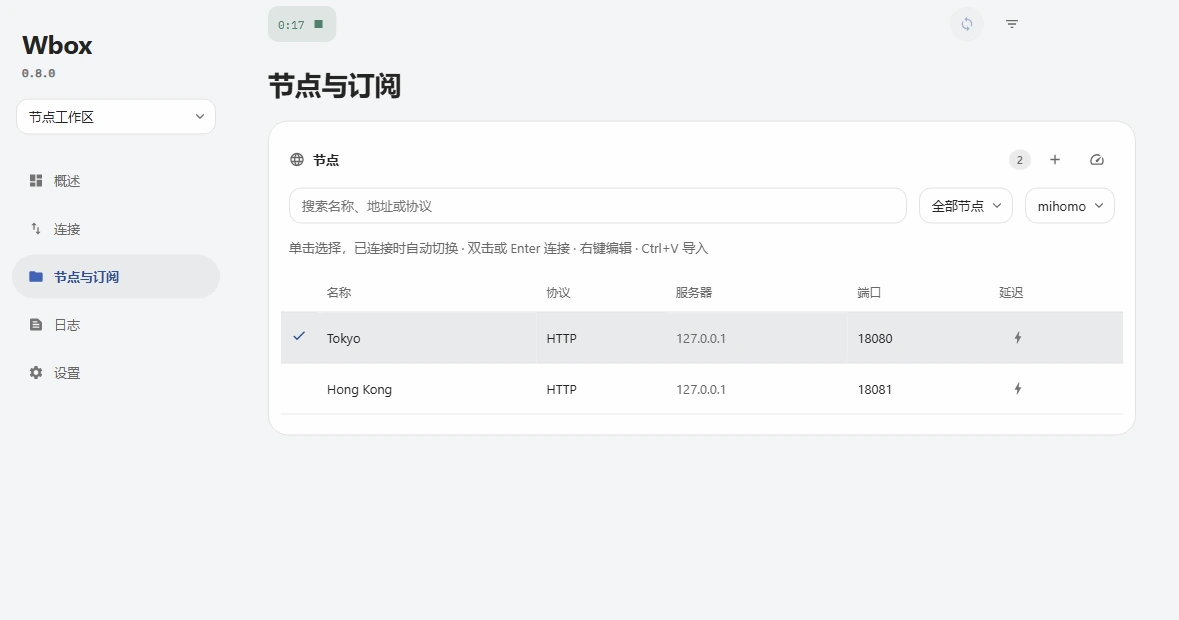 Wbox
0.8.0
节点工作区
概述
连接
节点与订阅
日志
设置
0:17
节点与订阅
节点
2
搜索名称、地址或协议
全部节点
mihomo
单击选择，已连接时自动切换 · 双击或 Enter 连接 · 右键编辑 · Ctrl+V 导入
名称 协议 服务器 端口 延迟
Tokyo HTTP 127.0.0.1 18080
Hong Kong HTTP 127.0.0.1 18081